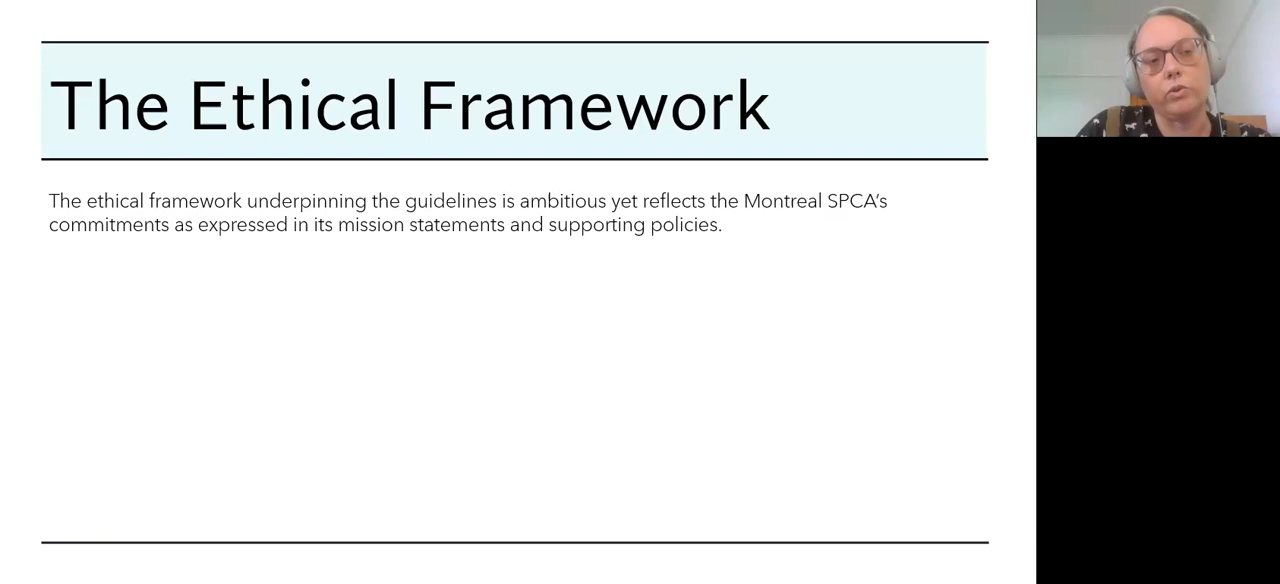 The Ethical Framework
The ethical framework underpinning the guidelines is ambitious yet reflects the Montreal SPCA’s
commitments as expressed in its mission statements and supporting policies.